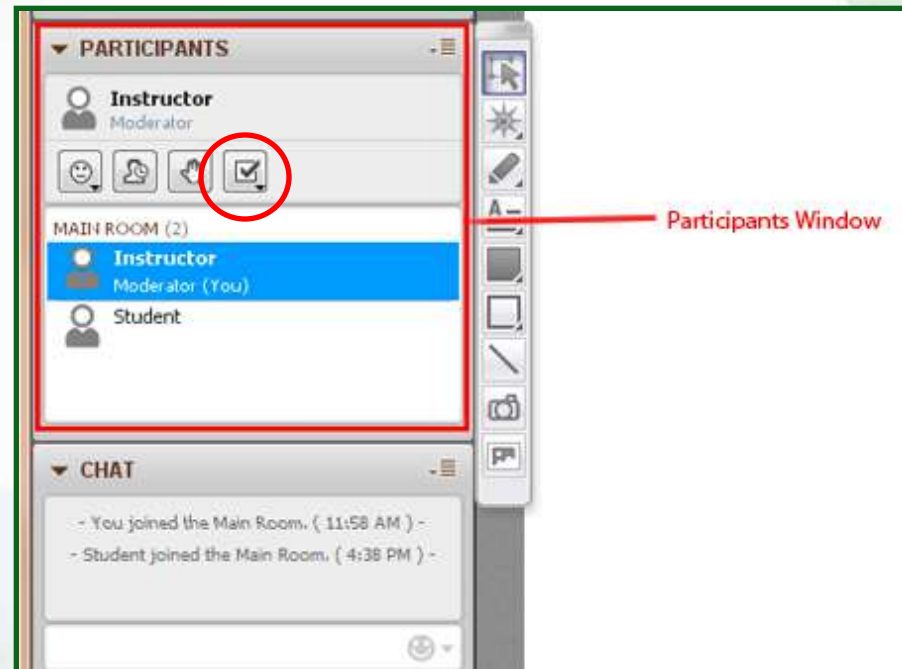 PARTICIPANTS
Instructor
Moderator
MAIN ROOM (2)
Instructor
Moderator (You)
Student
A
Participants Window
CHAT
- You joined the Main Room. ( 11:58 AM ) -
- Student joined the Main Room. ( 4:38 PM ) -